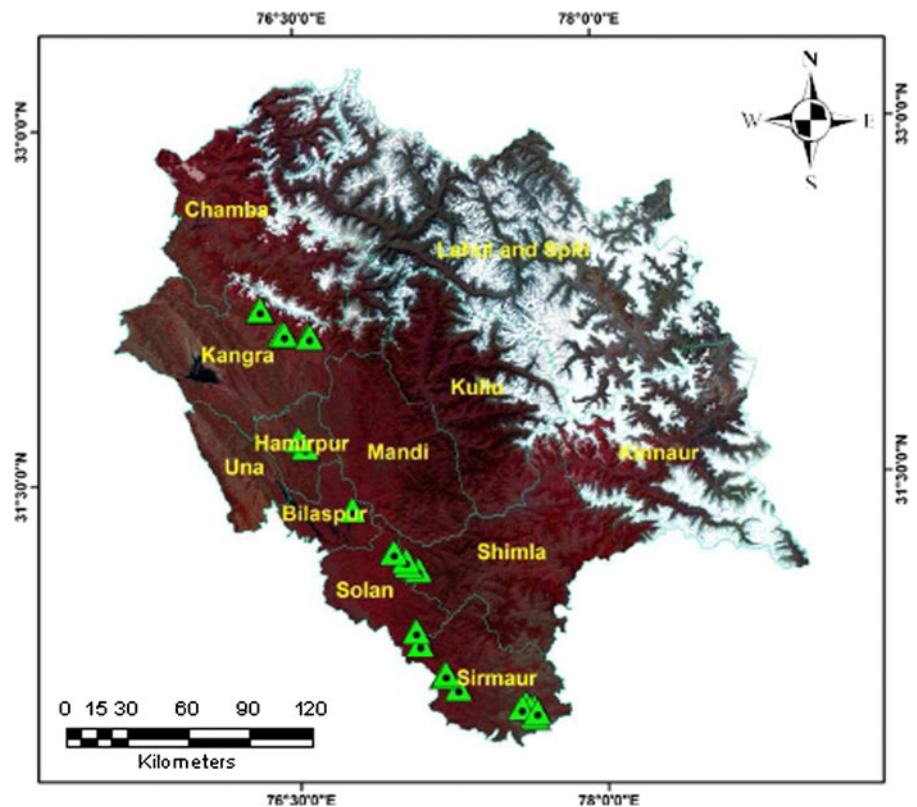 76°30'0"E 78°0'0"E
N
W E
S
33°0'0"N 33°0'0"N
Chamba
Lahul and Spiti
Kangra
Kullu
Hamirpur
Mandi
Kinnaur
Una
31°30'0"N 31°30'0"N
Bilaspur
Shimla
Solan
Sirmaur
0 15 30 60 90 120
Kilometers
76°30'0"E 78°0'0"E